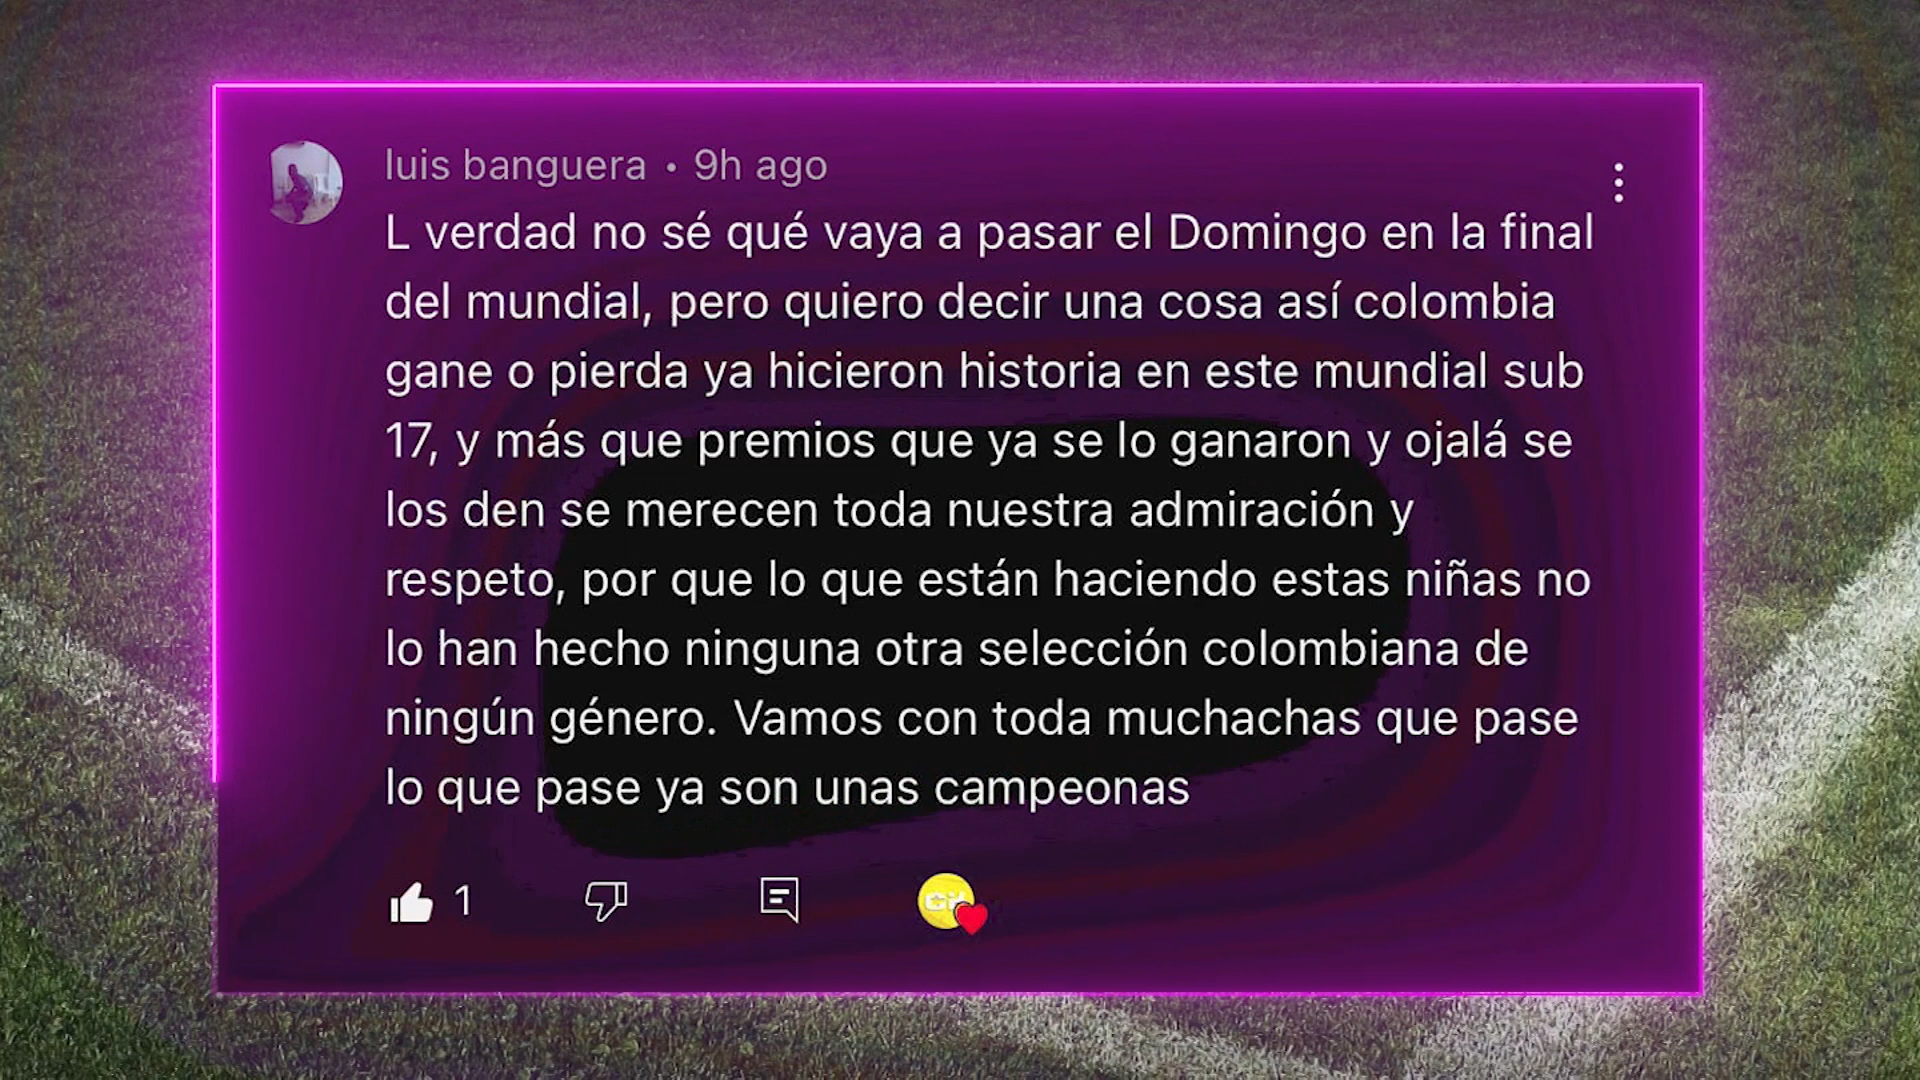 luis banguera • 9h ago
L verdad no sé qué vaya a pasar el Domingo en la final
del mundial, pero quiero decir una cosa así colombia
gane o pierda ya hicieron historia en este mundial sub
17, y más que premios que ya se lo ganaron y ojalá se
los den se merecen toda nuestra admiración y
respeto, por que lo que están haciendo estas niñas no
lo han hecho ninguna otra selección colombiana de
ningún género. Vamos con toda muchachas que pase
lo que pase ya son unas campeonas
1